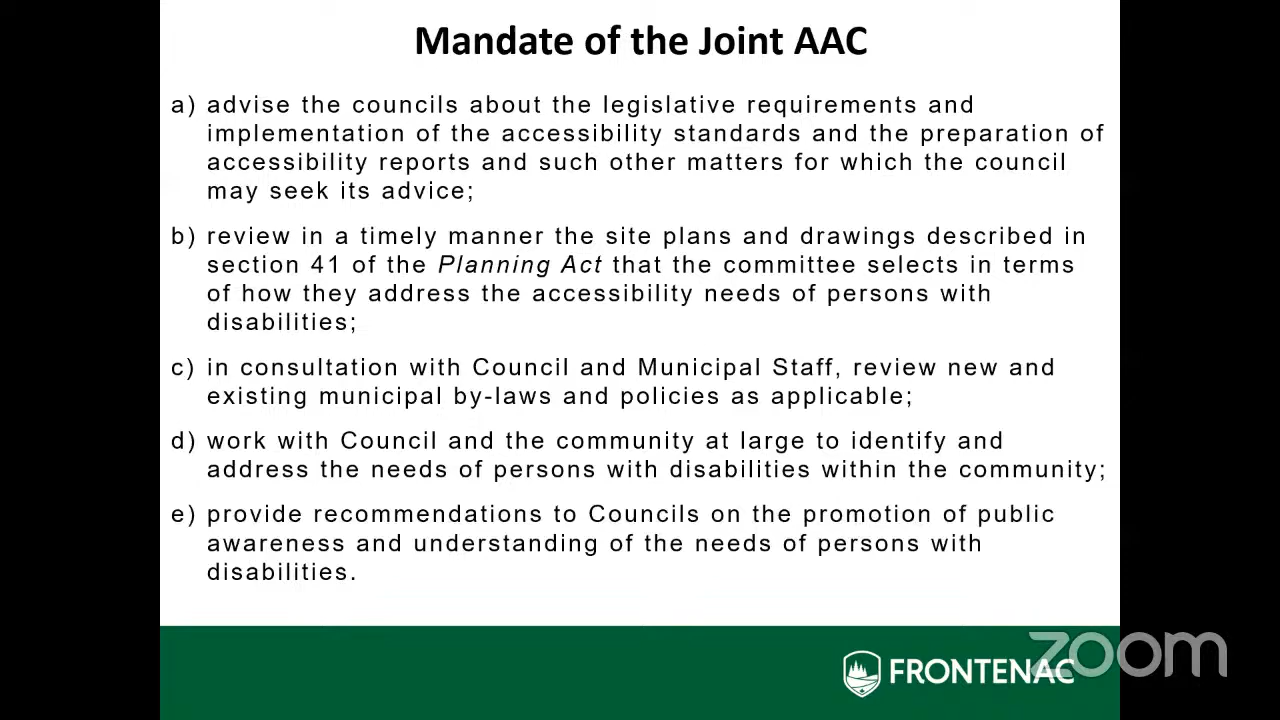 Mandate of the Joint AAC
a) advise the councils about the legislative requirements and
implementation of the accessibility standards and the preparation of
accessibility reports and such other matters for which the council
may seek its advice;
b) review in a timely manner the site plans and drawings described in
section 41 of the Planning Act that the committee selects in terms
of how they address the accessibility needs of persons with
disabilities;
c) in consultation with Council and Municipal Staff, review new and
existing municipal by-laws and policies as applicable;
d) work with Council and the community at large to identify and
address the needs of persons with disabilities within the community;
e) provide recommendations to Councils on the promotion of public
awareness and understanding of the needs of persons with
disabilities.
zoom
FRONTENAC